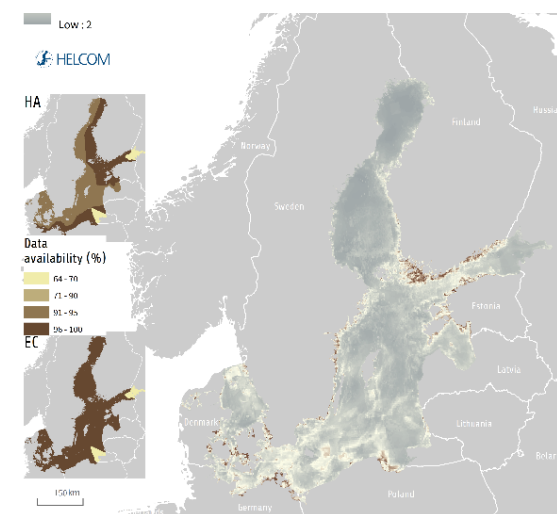 Low : 2
HELCOM
HA
Data
availability (%)
64 - 70
71 - 90
91 - 95
96 - 100
EC
150 km
Norway
Sweden
Finland
Russia
Estonia
Latvia
Lithuania
Belar
Denmark
Germany
Poland